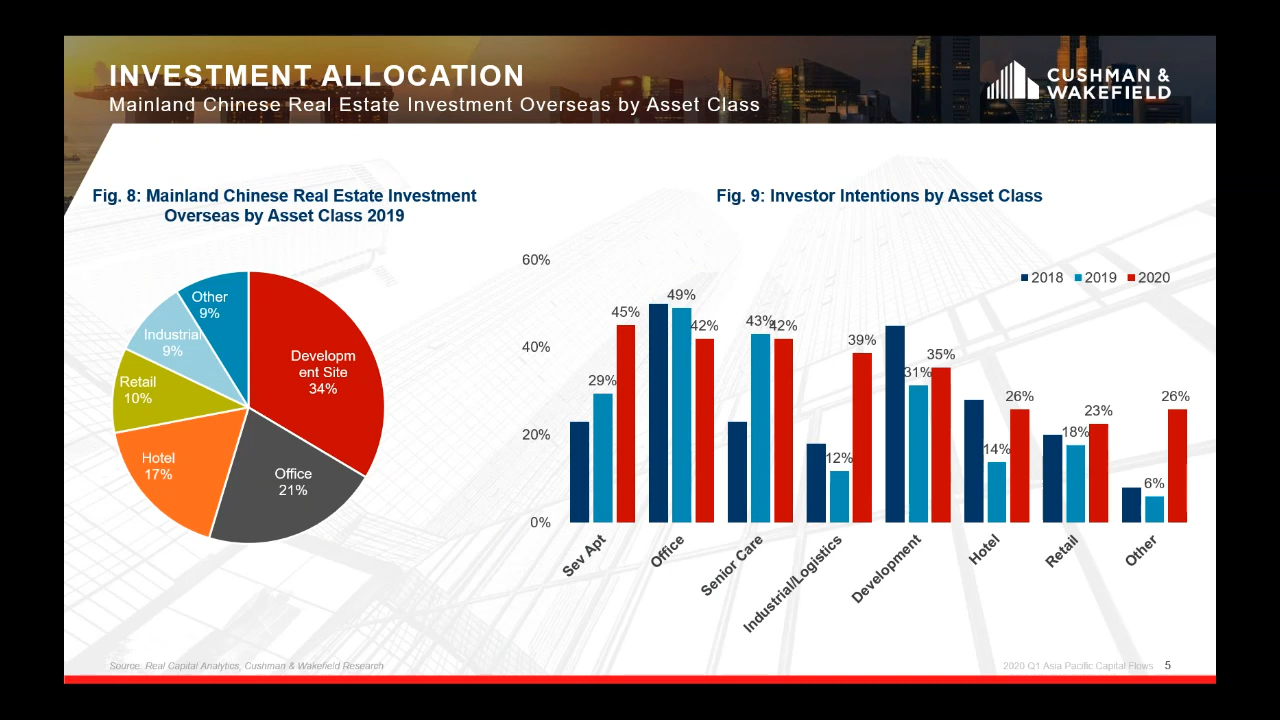 INVESTMENT ALLOCATION
Mainland Chinese Real Estate Investment Overseas by Asset Class
CUSHMAN &
WAKEFIELD
Fig. 8: Mainland Chinese Real Estate Investment
Overseas by Asset Class 2019
Other
9%
Industrial
9%
Retail
10%
Hotel
17%
Office
21%
Developm
ent Site
34%
Fig. 9: Investor Intentions by Asset Class
2018 2019 2020
60%
40%
20%
0%
29% 45%
49% 42%
43% 42%
12% 39%
31% 35%
14% 26%
18% 23%
6% 26%
Sev Apt
Office
Senior Care
Industrial/Logistics
Development
Hotel
Retail
Other
Source: Real Capital Analytics, Cushman & Wakefield Research
2020 Q1 Asia Pacific Capital Flows 5